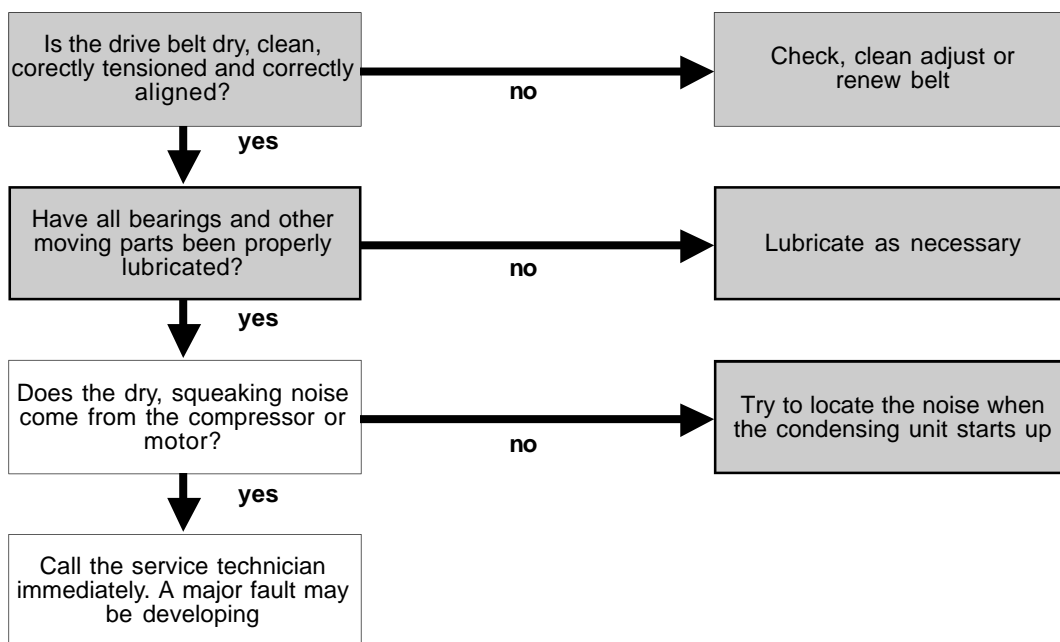 Is the drive belt dry, clean,
corectly tensioned and correctly
aligned?
no
Check, clean adjust or
renew belt
yes
Have all bearings and other
moving parts been properly
lubricated?
no
Lubricate as necessary
yes
Does the dry, squeaking noise
come from the compressor or
motor?
no
Try to locate the noise when
the condensing unit starts up
yes
Call the service technician
immediately. A major fault may
be developing